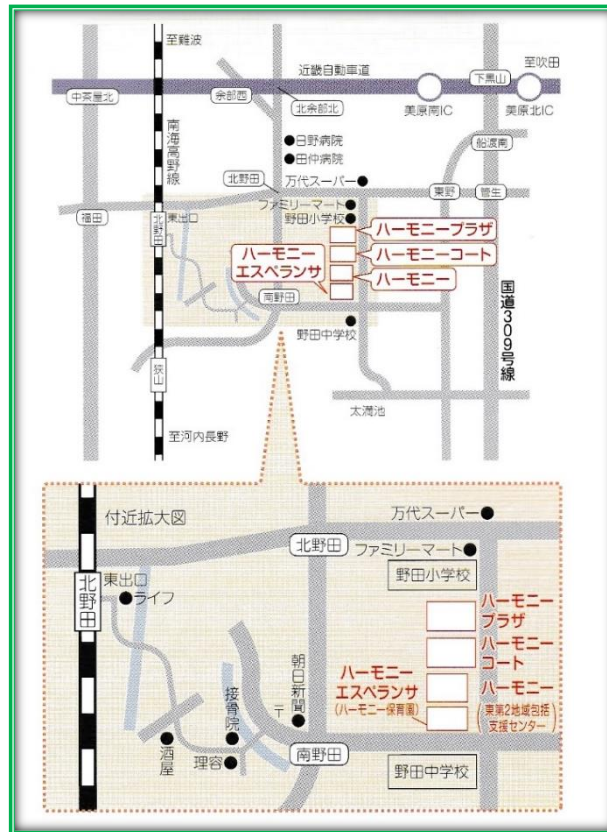 至難波
近畿自動車道
至吹田
下黒山
中茶屋北
余部西
北余部北
美原南IC
美原北IC
南海高野線
日野病院
田仲病院
船渡南
北野田
万代スーパー
東野
菅生
福田
北野田
東出口
ファミリーマート
野田小学校
ハーモニープラザ
ハーモニーコート
ハーモニー
エスペランサ
ハーモニー
南野田
野田中学校
国道309号線
狭山
太満池
至河内長野
付近拡大図
万代スーパー
北野田
ファミリーマート
野田小学校
北野田
東出口
ライフ
ハーモニー
プラザ
ハーモニー
コート
朝日新聞
〒
接骨院
ハーモニー
エスペランサ
(ハーモニー保育園)
ハーモニー
(東第2地域包括
支援センター)
酒屋
理容
南野田
野田中学校